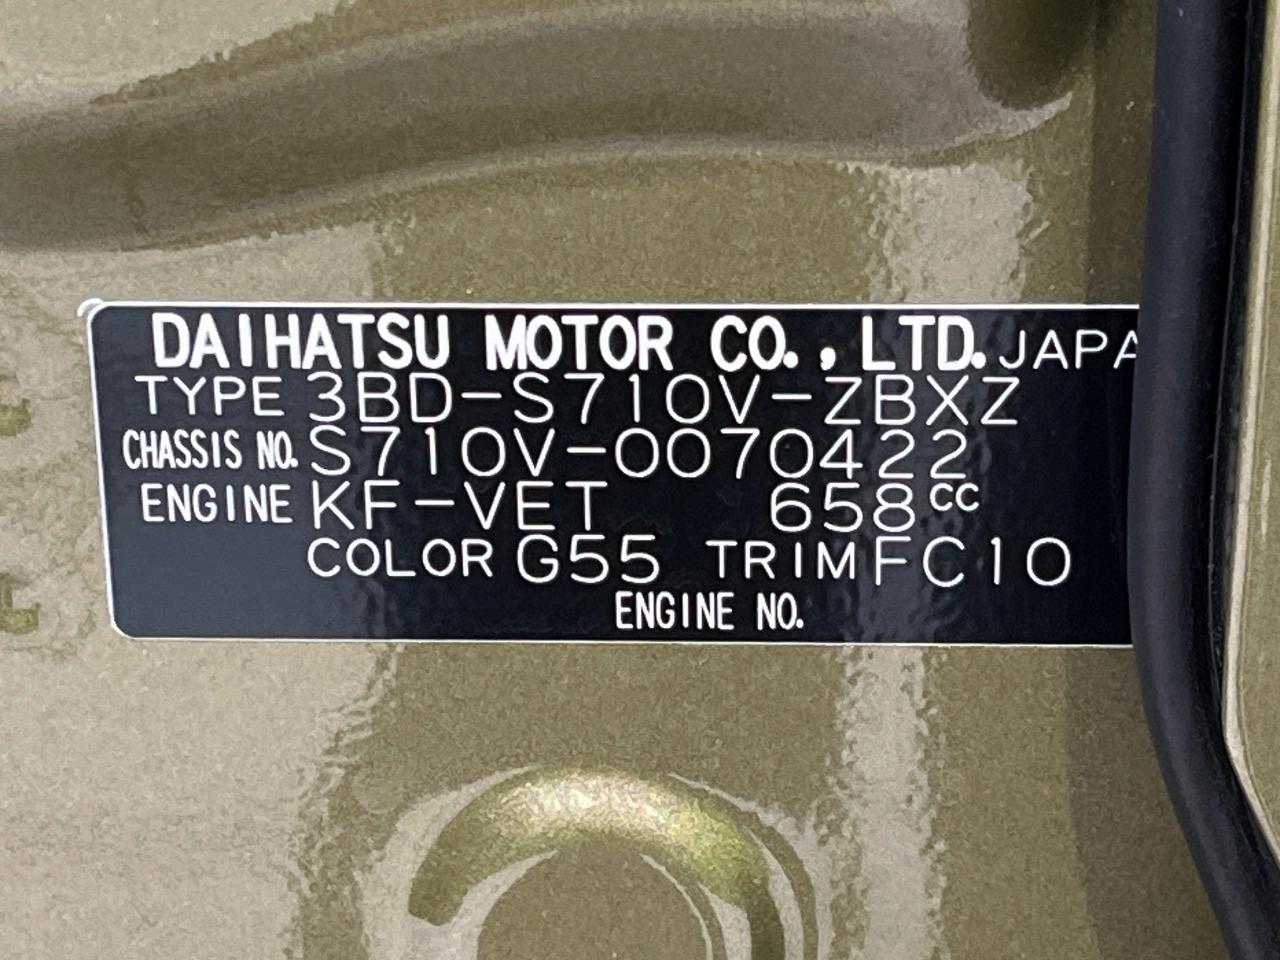 DAIHATSU MOTOR CO., LTD. JAPA
TYPE 3BD-S710V-ZBXZ
CHASSIS NO. S710V-0070422
ENGINE KF-VET 658cc
COLOR G55 TRIM FC10
ENGINE NO.